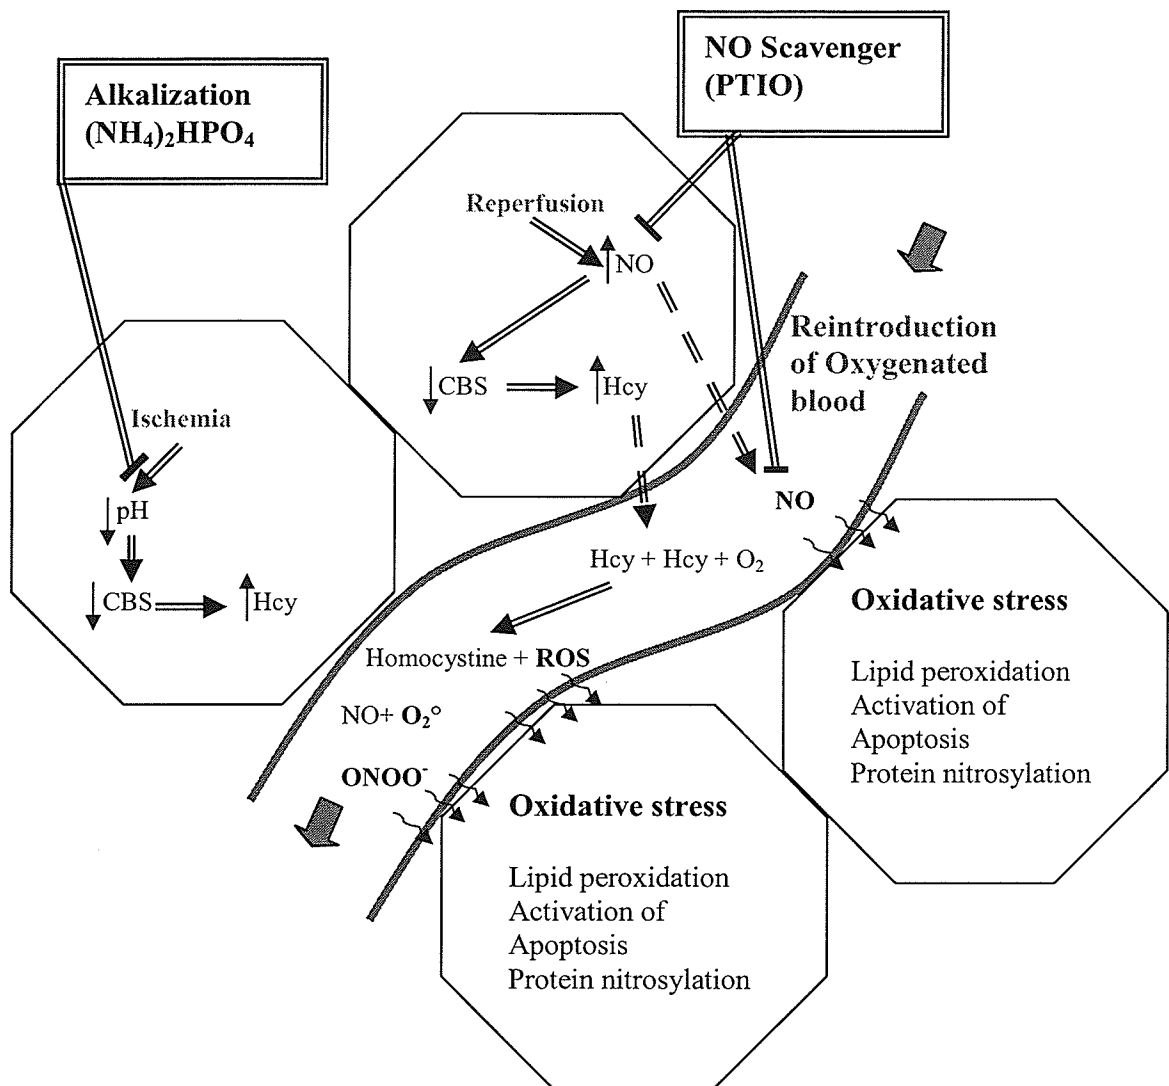 Alkalization
(NH₄)₂HPO₄
NO Scavenger
(PTIO)
Reperfusion
NO
CBS
Hcy
Ischemia
pH
CBS
Hcy
Reintroduction
of Oxygenated
blood
NO
Hcy + Hcy + O₂
Homocystine + ROS
NO+ O₂°
ONOO⁻
Oxidative stress
Lipid peroxidation
Activation of
Apoptosis
Protein nitrosylation
Oxidative stress
Lipid peroxidation
Activation of
Apoptosis
Protein nitrosylation